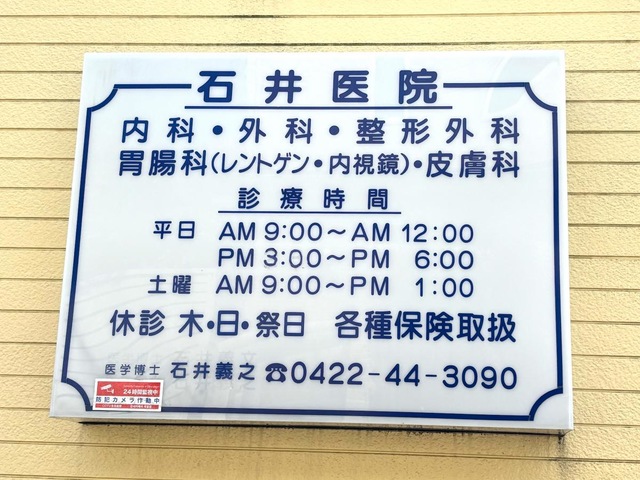 石井医院
内科・外科・整形外科
胃腸科(レントゲン・内視鏡)・皮膚科
診療時間
平日 AM 9:00～AM 12:00
PM 3:00～PM 6:00
土曜 AM 9:00～PM 1:00
休診 木・日・祭日 各種保険取扱
医学博士 石井義之 ☎0422-44-3090
24時間監視中
防犯カメラ作動中